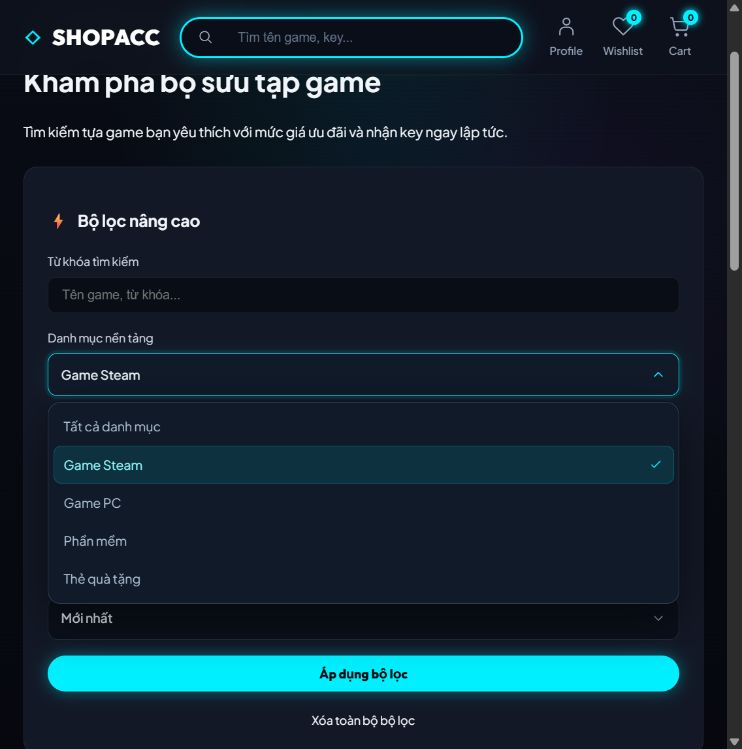 SHOPACC
Tìm tên game, key...
Profile
0
Wishlist
0
Cart
Khám phá bộ sưu tập game
Tìm kiếm tựa game bạn yêu thích với mức giá ưu đãi và nhận key ngay lập tức.
Bộ lọc nâng cao
Từ khóa tìm kiếm
Tên game, từ khóa...
Danh mục nền tảng
Game Steam
Tất cả danh mục
Game Steam
Game PC
Phần mềm
Thẻ quà tặng
Mới nhất
Áp dụng bộ lọc
Xóa toàn bộ bộ lọc